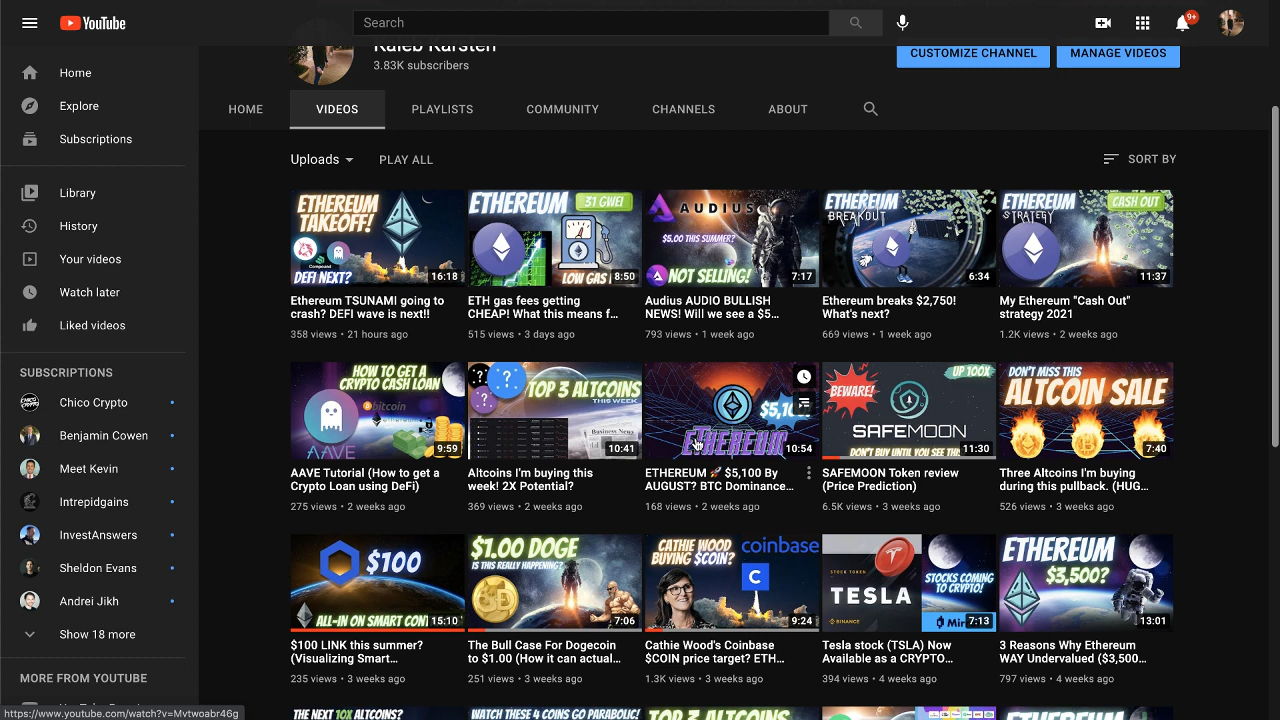 YouTube
Search
9+
Kaleb Karsten
3.83K subscribers
CUSTOMIZE CHANNEL
MANAGE VIDEOS
HOME
VIDEOS
PLAYLISTS
COMMUNITY
CHANNELS
ABOUT
Home
Explore
Subscriptions
Library
History
Your videos
Watch later
Liked videos
SUBSCRIPTIONS
Chico Crypto
Benjamin Cowen
Meet Kevin
Intrepidgains
InvestAnswers
Sheldon Evans
Andrei Jikh
Show 18 more
MORE FROM YOUTUBE
https://www.youtube.com/watch?v=Mvtwoabr46g
Uploads
PLAY ALL
SORT BY
ETHEREUM
TAKEOFF!
Compound
DEFI NEXT?
16:18
Ethereum TSUNAMI going to
crash? DEFI wave is next!!
358 views • 21 hours ago
ETHEREUM
31 GWEI
LOW GAS
8:50
ETH gas fees getting
CHEAP! What this means f...
515 views • 3 days ago
AUDIUS
$5.00 THIS SUMMER?
NOT SELLING!
7:17
Audius AUDIO BULLISH
NEWS! Will we see a $5...
793 views • 1 week ago
ETHEREUM
BREAKOUT
6:34
Ethereum breaks $2,750!
What's next?
669 views • 1 week ago
ETHEREUM
STRATEGY
CASH OUT
11:37
My Ethereum "Cash Out"
strategy 2021
1.2K views • 2 weeks ago
HOW TO GET A
CRYPTO CASH LOAN
bitcoin
AAVE
9:59
AAVE Tutorial (How to get a
Crypto Loan using DeFi)
275 views • 2 weeks ago
? ? ?
TOP 3 ALTCOINS
THIS WEEK
Business News
10:41
Altcoins I'm buying this
week! 2X Potential?
369 views • 2 weeks ago
$5,10
ETHEREUM
10:54
ETHEREUM 🚀 $5,100 By
AUGUST? BTC Dominance...
168 views • 2 weeks ago
BEWARE!
UP 100X
SAFEMOON
DON'T BUY UNTIL YOU SEE THI
11:30
SAFEMOON Token review
(Price Prediction)
6.5K views • 3 weeks ago
DON'T MISS THIS
ALTCOIN SALE
7:40
Three Altcoins I'm buying
during this pullback. (HUG...
526 views • 3 weeks ago
$100
ALL-IN ON SMART CON
15:10
$100 LINK this summer?
(Visualizing Smart...
235 views • 3 weeks ago
$1.00 DOGE
IS THIS REALLY HAPPENING?
7:06
The Bull Case For Dogecoin
to $1.00 (How it can actual...
251 views • 3 weeks ago
CATHIE WOOD
BUYING $COIN?
coinbase
C
9:24
Cathie Wood's Coinbase
$COIN price target? ETH...
1.3K views • 3 weeks ago
STOCK TOKEN
TESLA
BINANCE
STOCKS COMING
TO CRYPTO!
Mir
7:13
Tesla stock (TSLA) Now
Available as a CRYPTO...
394 views • 4 weeks ago
ETHEREUM
$3,500?
13:01
3 Reasons Why Ethereum
WAY Undervalued ($3,500...
797 views • 4 weeks ago
THE NEXT 10X ALTCOINS?
WATCH THESE 4 COINS GO PARABOLIC!
TOP 3 ALTCOINS
ETHEREUM